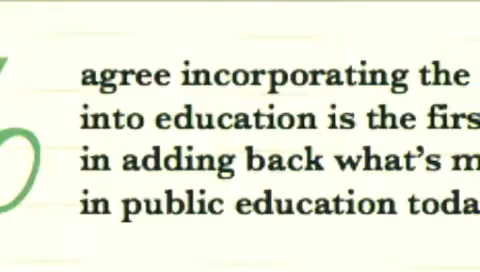 agree incorporating the
into education is the
in adding back what's
in public education